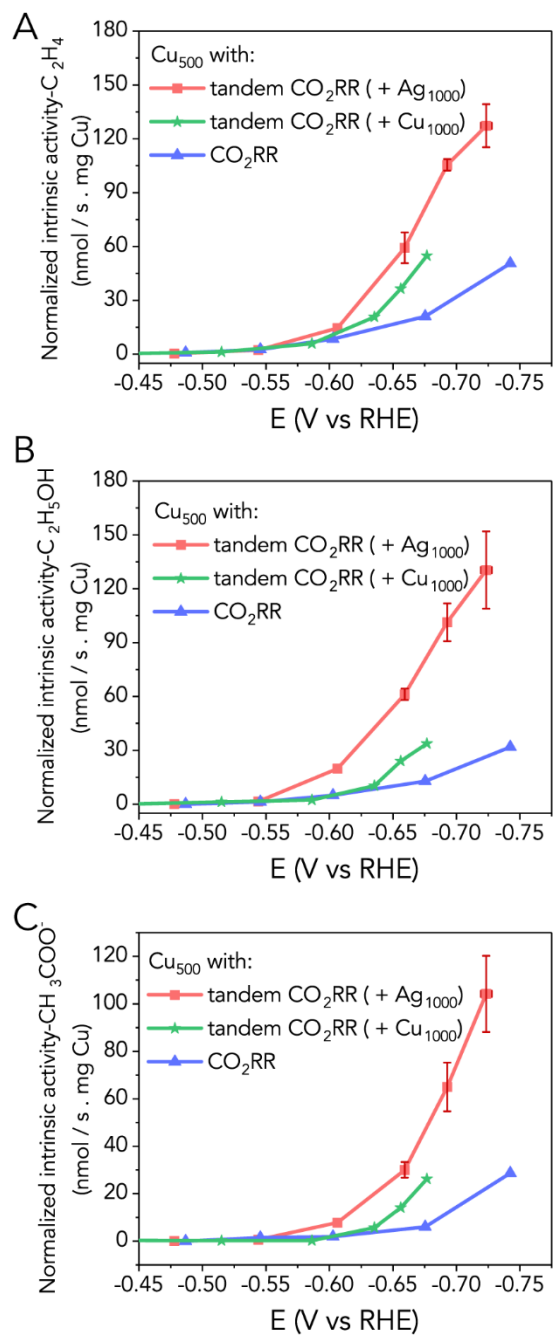 A
Normalized intrinsic activity-C₂H₄
(nmol / s . mg Cu)
180
150
120
90
60
30
0
Cu₅₀₀ with:
tandem CO₂RR ( + Ag₁₀₀₀)
tandem CO₂RR ( + Cu₁₀₀₀)
CO₂RR
-0.45 -0.50 -0.55 -0.60 -0.65 -0.70 -0.75
E (V vs RHE)
B
Normalized intrinsic activity-C₂H₅OH
(nmol / s . mg Cu)
180
150
120
90
60
30
0
Cu₅₀₀ with:
tandem CO₂RR ( + Ag₁₀₀₀)
tandem CO₂RR ( + Cu₁₀₀₀)
CO₂RR
-0.45 -0.50 -0.55 -0.60 -0.65 -0.70 -0.75
E (V vs RHE)
C
Normalized intrinsic activity-CH₃COO⁻
(nmol / s . mg Cu)
120
100
80
60
40
20
0
Cu₅₀₀ with:
tandem CO₂RR ( + Ag₁₀₀₀)
tandem CO₂RR ( + Cu₁₀₀₀)
CO₂RR
-0.45 -0.50 -0.55 -0.60 -0.65 -0.70 -0.75
E (V vs RHE)